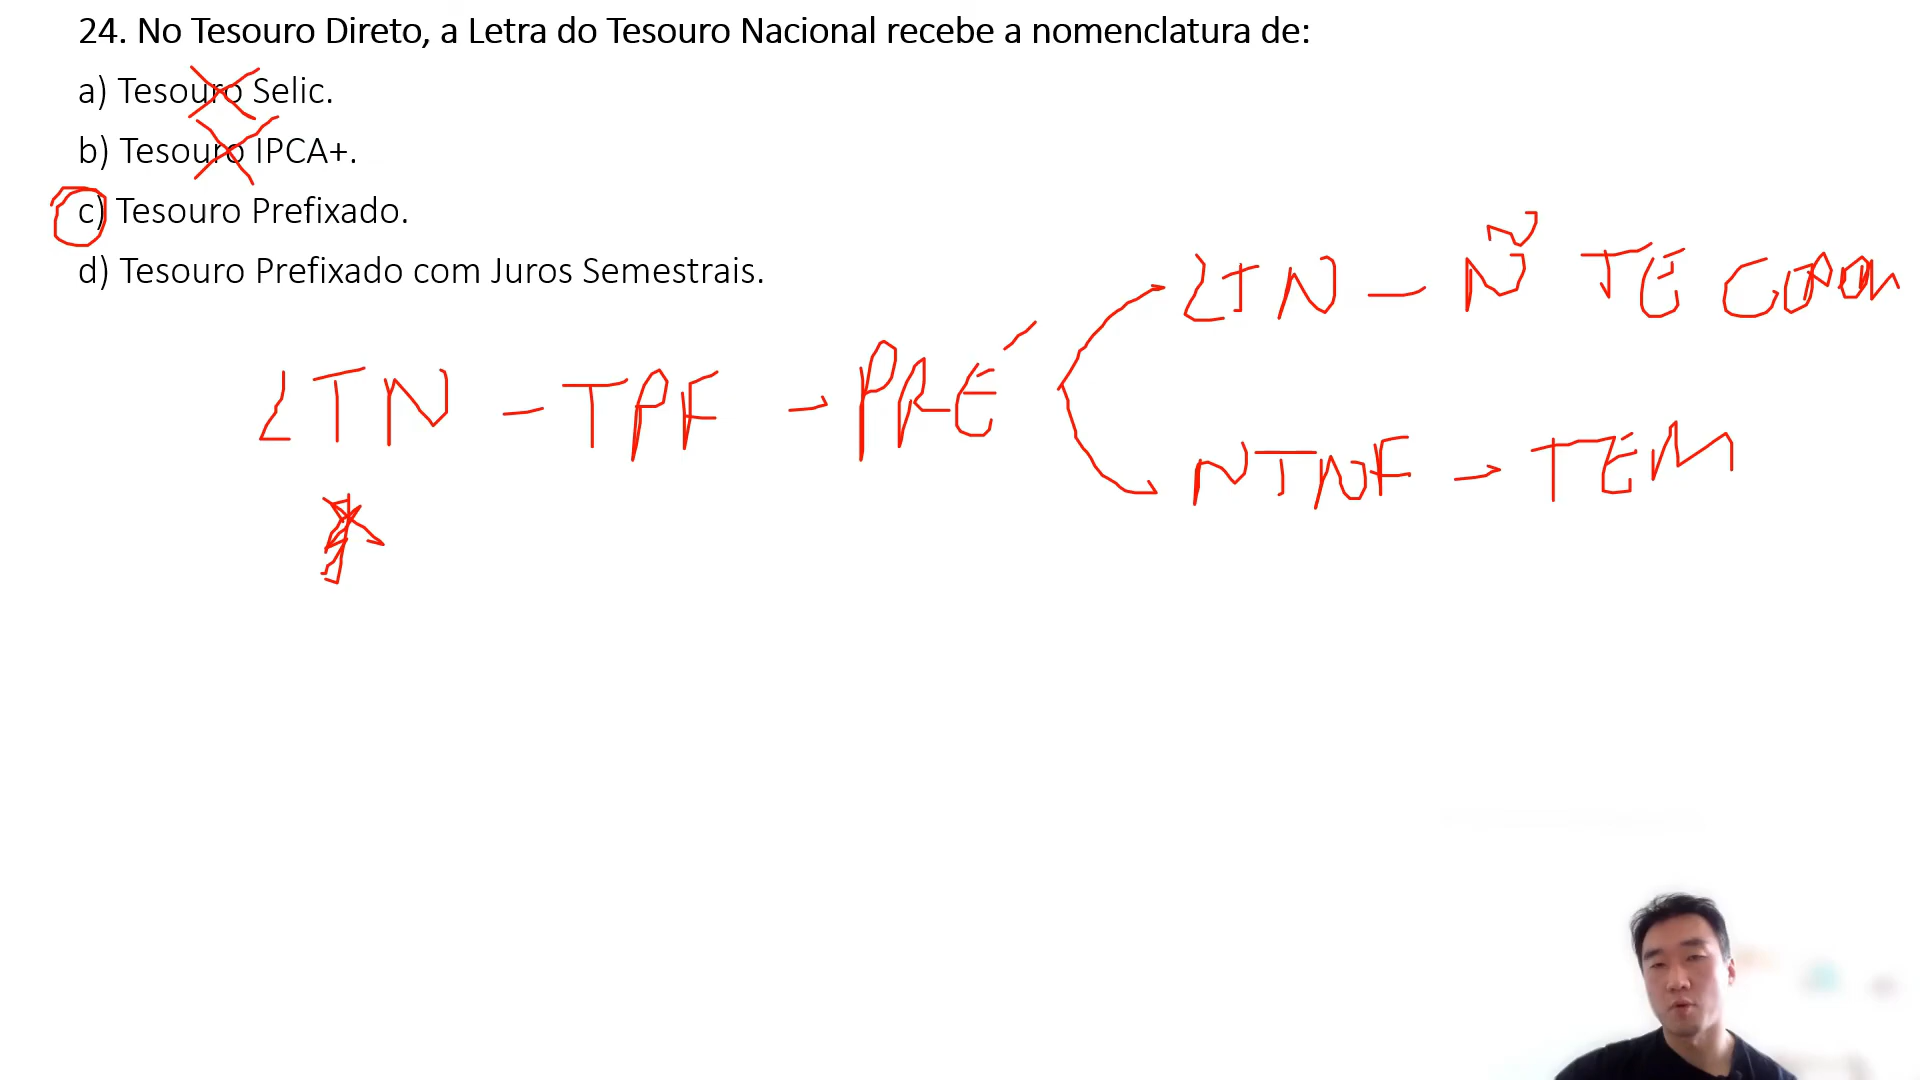 24. No Tesouro Direto, a Letra do Tesouro Nacional recebe a nomenclatura de:
a) Tesouro Selic.
b) Tesouro IPCA+.
c) Tesouro Prefixado.
d) Tesouro Prefixado com Juros Semestrais.
LTN - Ñ TE
LTN - TPF - PRÉ
NTNF - TEM